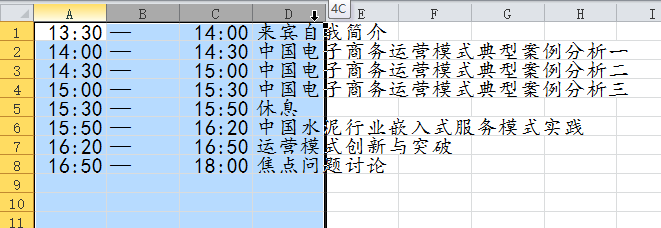 4C
A B C D E F G H I
1 13:30 — 14:00 来宾自我简介
2 14:00 — 14:30 中国电子商务运营模式典型案例分析一
3 14:30 — 15:00 中国电子商务运营模式典型案例分析二
4 15:00 — 15:30 中国电子商务运营模式典型案例分析三
5 15:30 — 15:50 休息
6 15:50 — 16:20 中国水泥行业嵌入式服务模式实践
7 16:20 — 16:50 运营模式创新与突破
8 16:50 — 18:00 焦点问题讨论
9
10
11